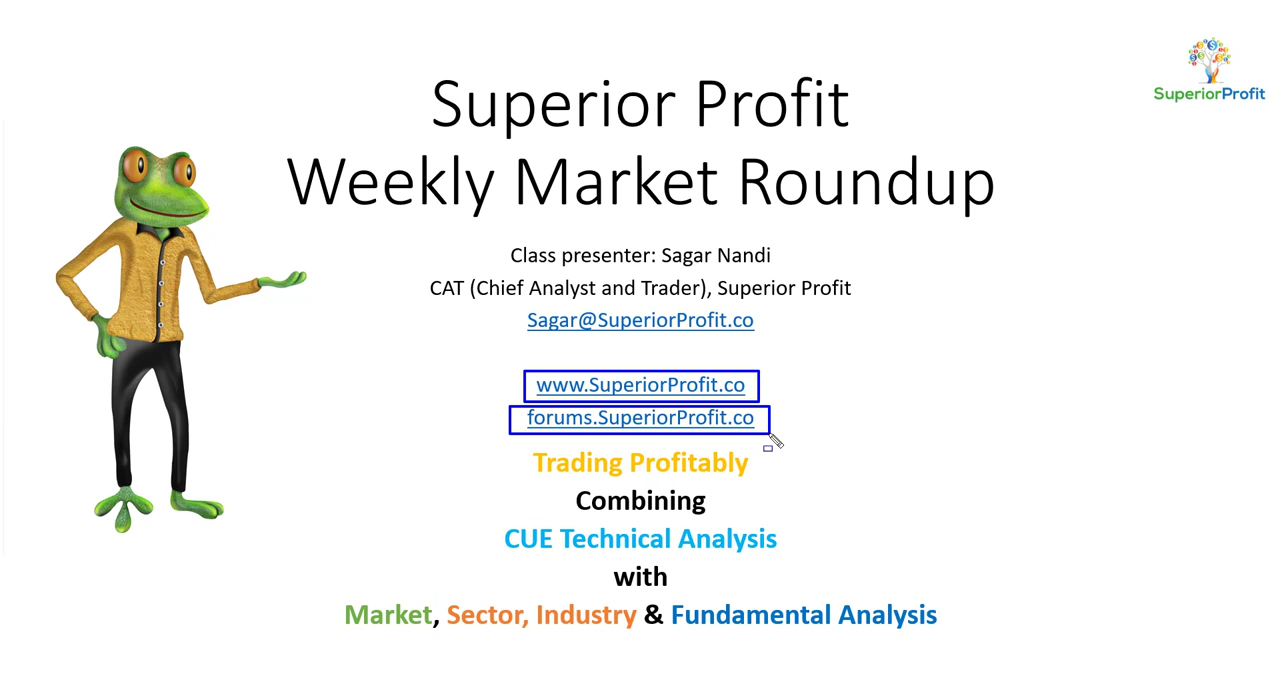 SuperiorProfit
Superior Profit
Weekly Market Roundup
Class presenter: Sagar Nandi
CAT (Chief Analyst and Trader), Superior Profit
Sagar@SuperiorProfit.co
www.SuperiorProfit.co
forums.SuperiorProfit.co
Trading Profitably
Combining
CUE Technical Analysis
with
Market, Sector, Industry & Fundamental Analysis